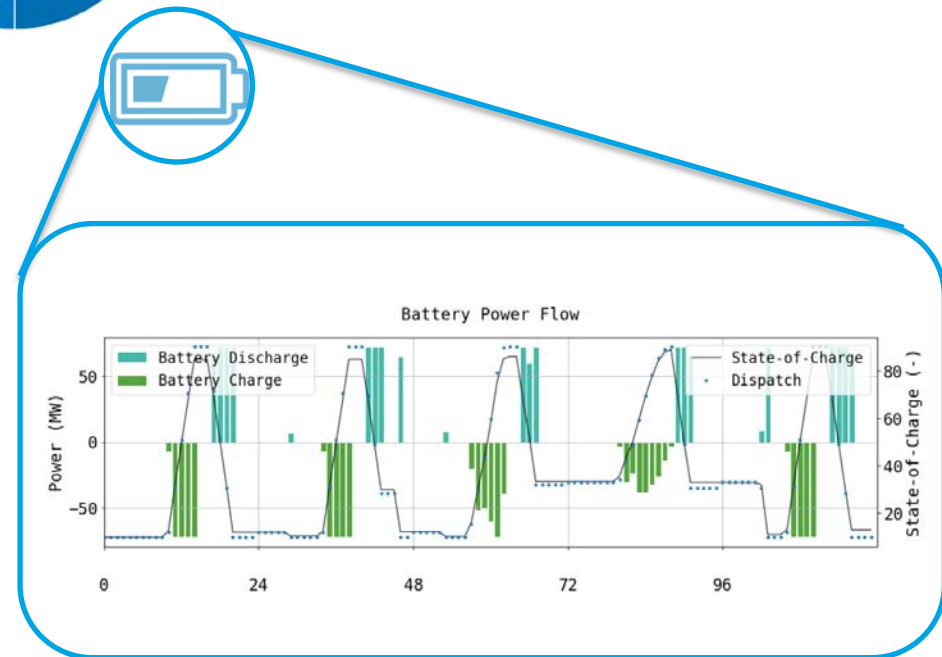 Battery Power Flow
Battery Discharge
Battery Charge
State-of-Charge
Dispatch
Power (MW)
50
0
−50
State-of-Charge (-)
80
60
40
20
0
24
48
72
96